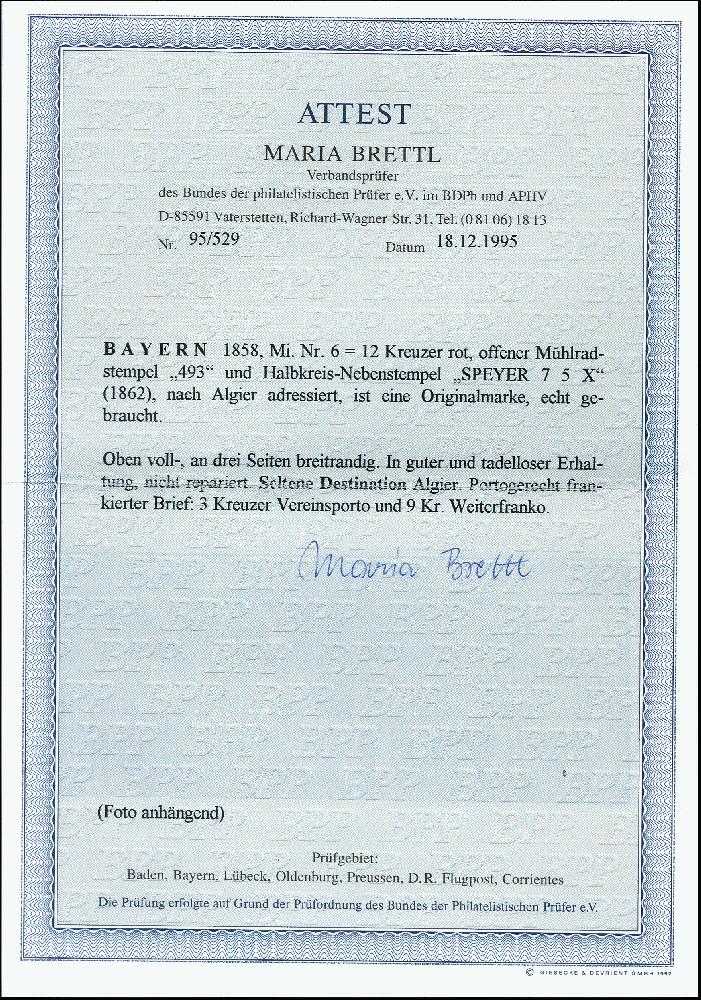 ATTEST
MARIA BRETTL
Verbandsprüfer
des Bundes der philatelistischen Prüfer e.V. im BDPh und APHV
D-85591 Vaterstetten, Richard-Wagner-Str. 31, Tel. (0 81 06) 18 13
Nr. 95/529 Datum 18.12.1995
BAYERN 1858, Mi. Nr. 6 = 12 Kreuzer rot, offener Mühlrad-
stempel „493“ und Halbkreis-Nebenstempel „SPEYER 7 5 X“
(1862), nach Algier adressiert, ist eine Originalmarke, echt ge-
braucht.
Oben voll-, an drei Seiten breitrandig. In guter und tadelloser Erhal-
tung, nicht repariert. Seltene Destination Algier. Portogerecht fran-
kierter Brief: 3 Kreuzer Vereinsporto und 9 Kr. Weiterfranko.
Maria Brettl
(Foto anhängend)
Prüfgebiet:
Baden, Bayern, Lübeck, Oldenburg, Preussen, D.R. Flugpost, Corrientes
Die Prüfung erfolgte auf Grund der Prüfordnung des Bundes der Philatelistischen Prüfer e.V.
© GIESECKE & DEVRIENT GMBH 1992